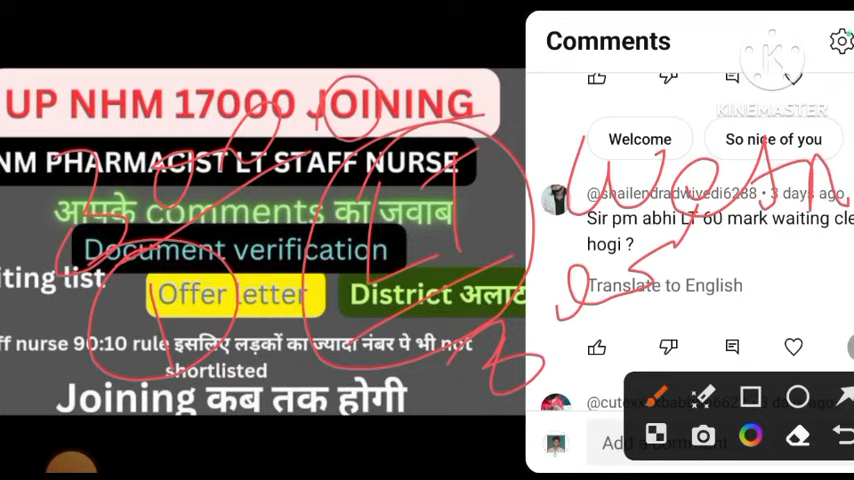 UP NHM 17000 JOINING
NM PHARMACIST LT STAFF NURSE
आपके comments का जवाब
Document verification
iting list
Offer letter
District अलाट
ff nurse 90:10 rule इसलिए लड़कों का ज्यादा नंबर पे भी not
shortlisted
Joining कब तक होगी
Comments
KINEMASTER
Welcome
So nice of you
@shailendradwivedi6288 • 3 days ago
Sir pm abhi LT 60 mark waiting cle
hogi ?
Translate to English
Add a comment